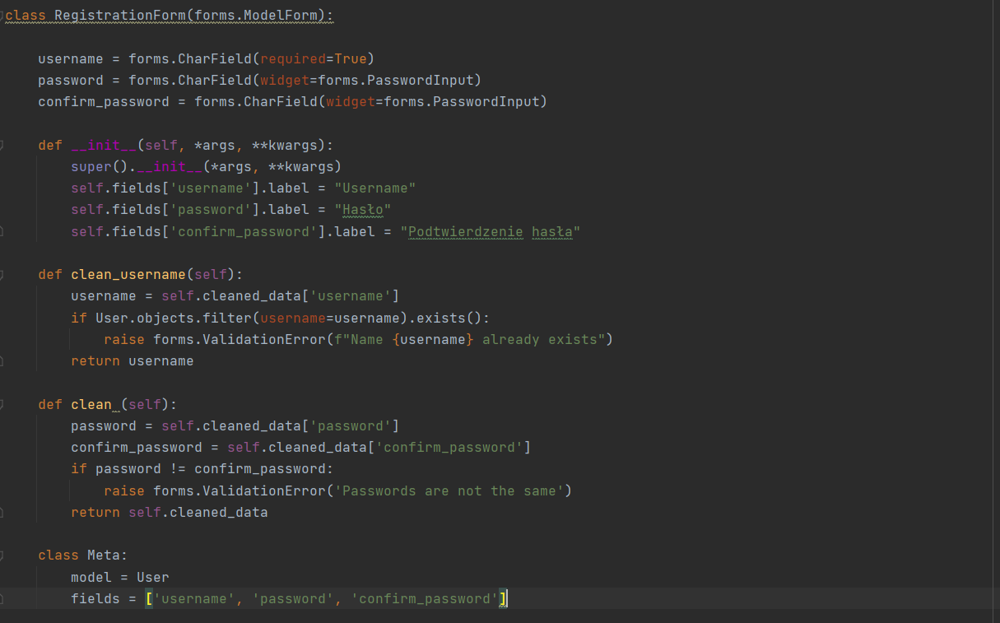 class RegistrationForm(forms.ModelForm):
username = forms.CharField(required=True)
password = forms.CharField(widget=forms.PasswordInput)
confirm_password = forms.CharField(widget=forms.PasswordInput)
def __init__(self, *args, **kwargs):
super().__init__(*args, **kwargs)
self.fields['username'].label = "Username"
self.fields['password'].label = "Hasło"
self.fields['confirm_password'].label = "Podtwierdzenie hasła"
def clean_username(self):
username = self.cleaned_data['username']
if User.objects.filter(username=username).exists():
raise forms.ValidationError(f"Name {username} already exists")
return username
def clean_(self):
password = self.cleaned_data['password']
confirm_password = self.cleaned_data['confirm_password']
if password != confirm_password:
raise forms.ValidationError('Passwords are not the same')
return self.cleaned_data
class Meta:
model = User
fields = ['username', 'password', 'confirm_password']